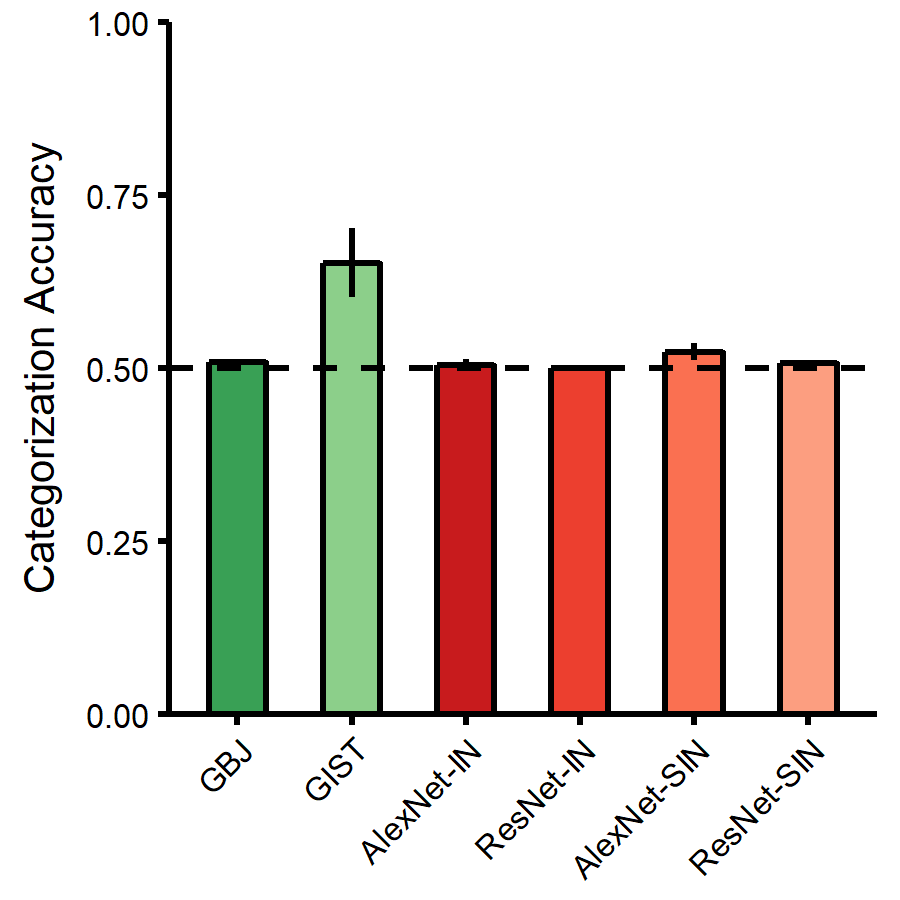 Categorization Accuracy
1.00
0.75
0.50
0.25
0.00
GBJ
GIST
AlexNet-IN
ResNet-IN
AlexNet-SIN
ResNet-SIN